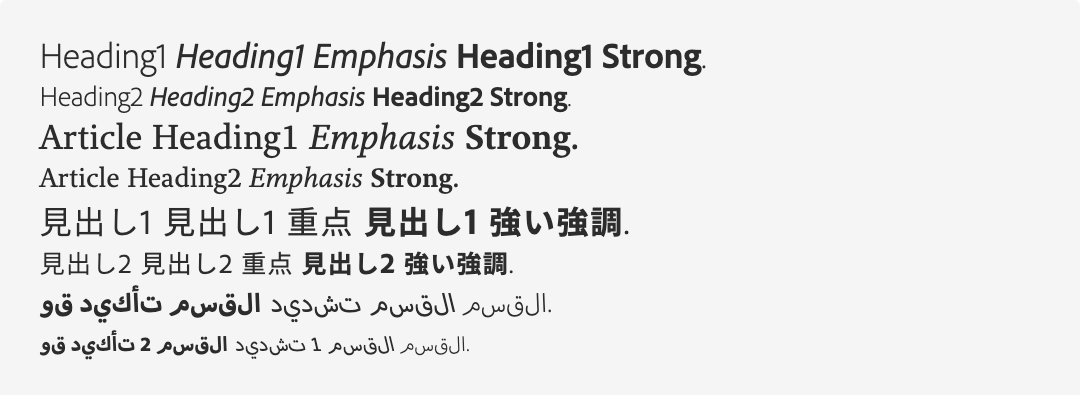 Heading1 Heading1 Emphasis Heading1 Strong.
Heading2 Heading2 Emphasis Heading2 Strong.
Article Heading1 Emphasis Strong.
Article Heading2 Emphasis Strong.
見出し1 見出し1 重点 見出し1 強い強調.
見出し2 見出し2 重点 見出し2 強い強調.
القسم القسم تشديد القسم تأكيد قو.
القسم القسم 1 تشديد القسم 2 تأكيد قو.